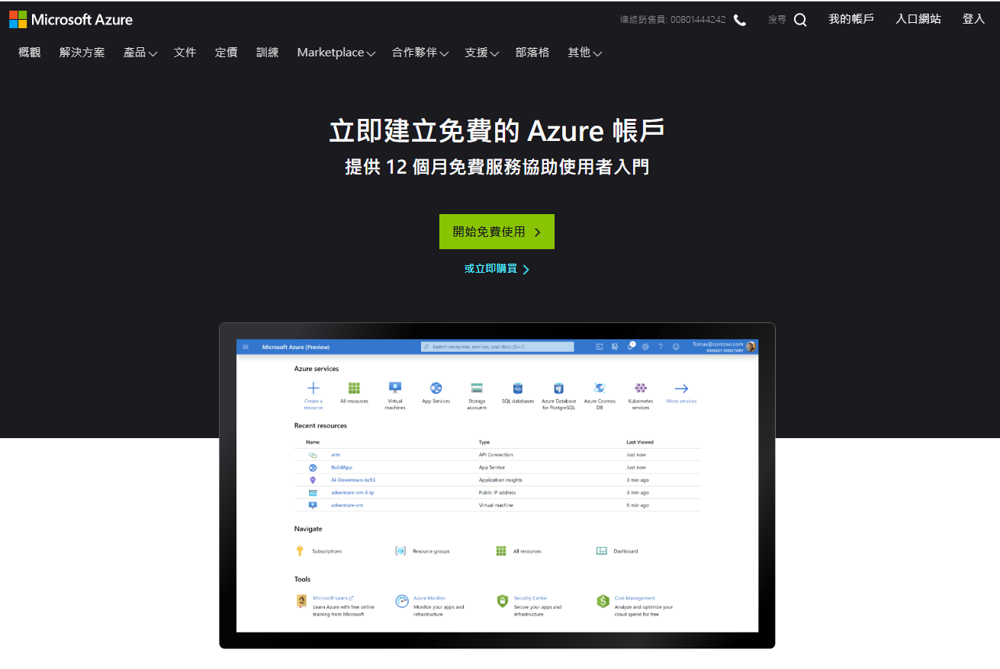 Microsoft Azure
連絡銷售員: 00801444242
搜尋
我的帳戶
入口網站
登入
概觀
解決方案
產品
文件
定價
訓練
Marketplace
合作夥伴
支援
部落格
其他
立即建立免費的 Azure 帳戶
提供 12 個月免費服務協助使用者入門
開始免費使用
或立即購買
Microsoft Azure (Preview)
Search resources, services, and docs (G+/)
1
Tomas@contoso.com
DEFAULT DIRECTORY
Azure services
Create a
resource
All resources
Virtual
machines
App Services
Storage
accounts
SQL databases
Azure Database
for PostgreSQL
Azure Cosmos
DB
Kubernetes
services
More services
Recent resources
Name Type Last Viewed
arm API Connection Just now
BuildApp App Service Just now
AI-Downtown-bc93 Application Insights 3 min ago
adventure-vm-3-ip Public IP address 3 min ago
adventure-vm Virtual machine 6 min ago
Navigate
Subscriptions
Resource groups
All resources
Dashboard
Tools
Microsoft Learn
Learn Azure with free online
training from Microsoft
Azure Monitor
Monitor your apps and
infrastructure
Security Center
Secure your apps and
infrastructure
Cost Management
Analyze and optimize your
cloud spend for free